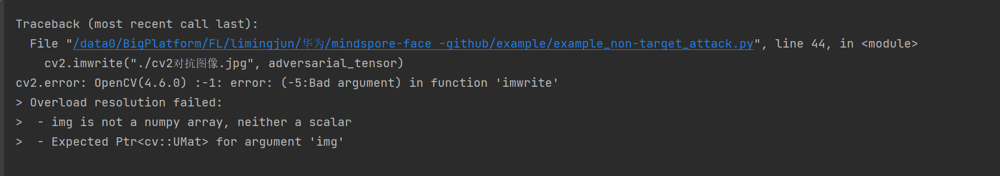 Traceback (most recent call last):
File "/data0/BigPlatform/FL/limingjun/华为/mindspore-face -github/example/example_non-target_attack.py", line 44, in <module>
cv2.imwrite("./cv2对抗图像.jpg", adversarial_tensor)
cv2.error: OpenCV(4.6.0) :-1: error: (-5:Bad argument) in function 'imwrite'
> Overload resolution failed:
>  - img is not a numpy array, neither a scalar
>  - Expected Ptr<cv::UMat> for argument 'img'